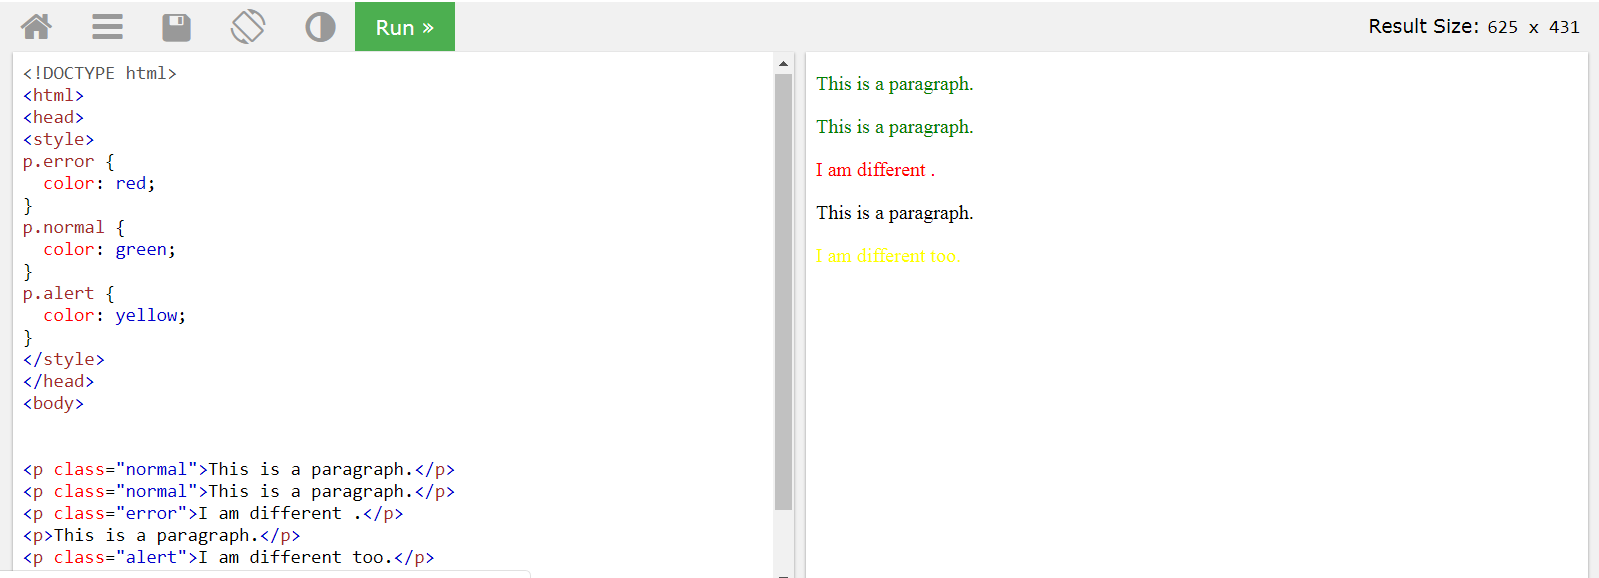 Run »
Result Size: 625 x 431
<!DOCTYPE html>
<html>
<head>
<style>
p.error {
  color: red;
}
p.normal {
  color: green;
}
p.alert {
  color: yellow;
}
</style>
</head>
<body>
<p class="normal">This is a paragraph.</p>
<p class="normal">This is a paragraph.</p>
<p class="error">I am different .</p>
<p>This is a paragraph.</p>
<p class="alert">I am different too.</p>
This is a paragraph.
This is a paragraph.
I am different .
This is a paragraph.
I am different too.